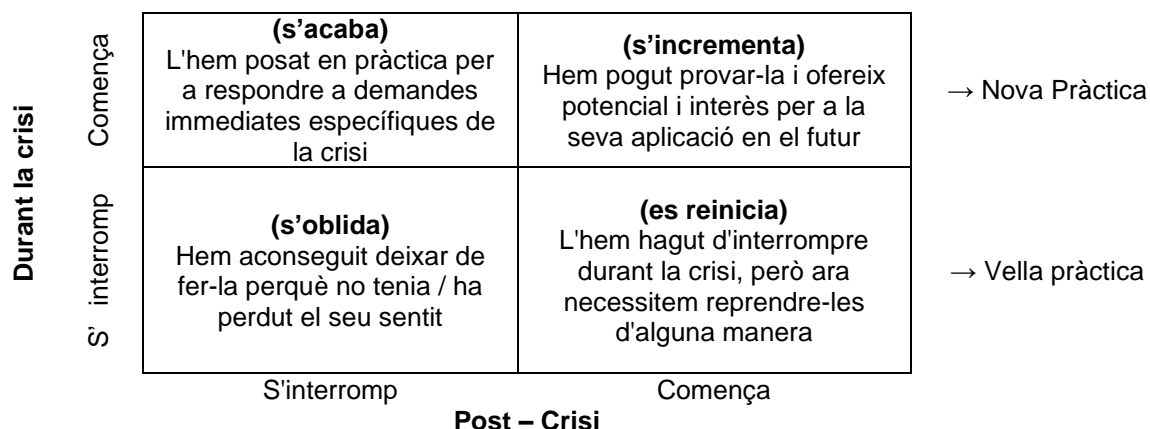 Durant la crisi
Comença
(s’acaba)
L'hem posat en pràctica per
a respondre a demandes
immediates específiques de
la crisi
(s’incrementa)
Hem pogut provar-la i ofereix
potencial i interès per a la
seva aplicació en el futur
→ Nova Pràctica
S’ interromp
(s’oblida)
Hem aconseguit deixar de
fer-la perquè no tenia / ha
perdut el seu sentit
(es reinicia)
L'hem hagut d'interrompre
durant la crisi, però ara
necessitem reprendre-les
d'alguna manera
→ Vella pràctica
S'interromp
Comença
Post – Crisi